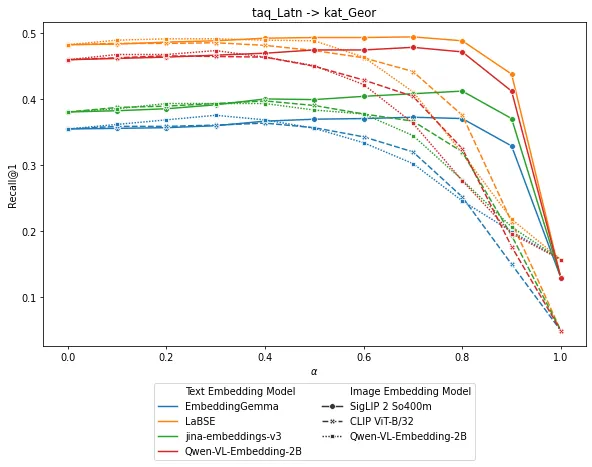 taq_Latn -> kat_Geor
Recall@1
0.5
0.4
0.3
0.2
0.1
0.0
0.2
0.4
0.6
0.8
1.0
α
Text Embedding Model
EmbeddingGemma
LaBSE
jina-embeddings-v3
Qwen-VL-Embedding-2B
Image Embedding Model
SigLIP 2 So400m
CLIP ViT-B/32
Qwen-VL-Embedding-2B